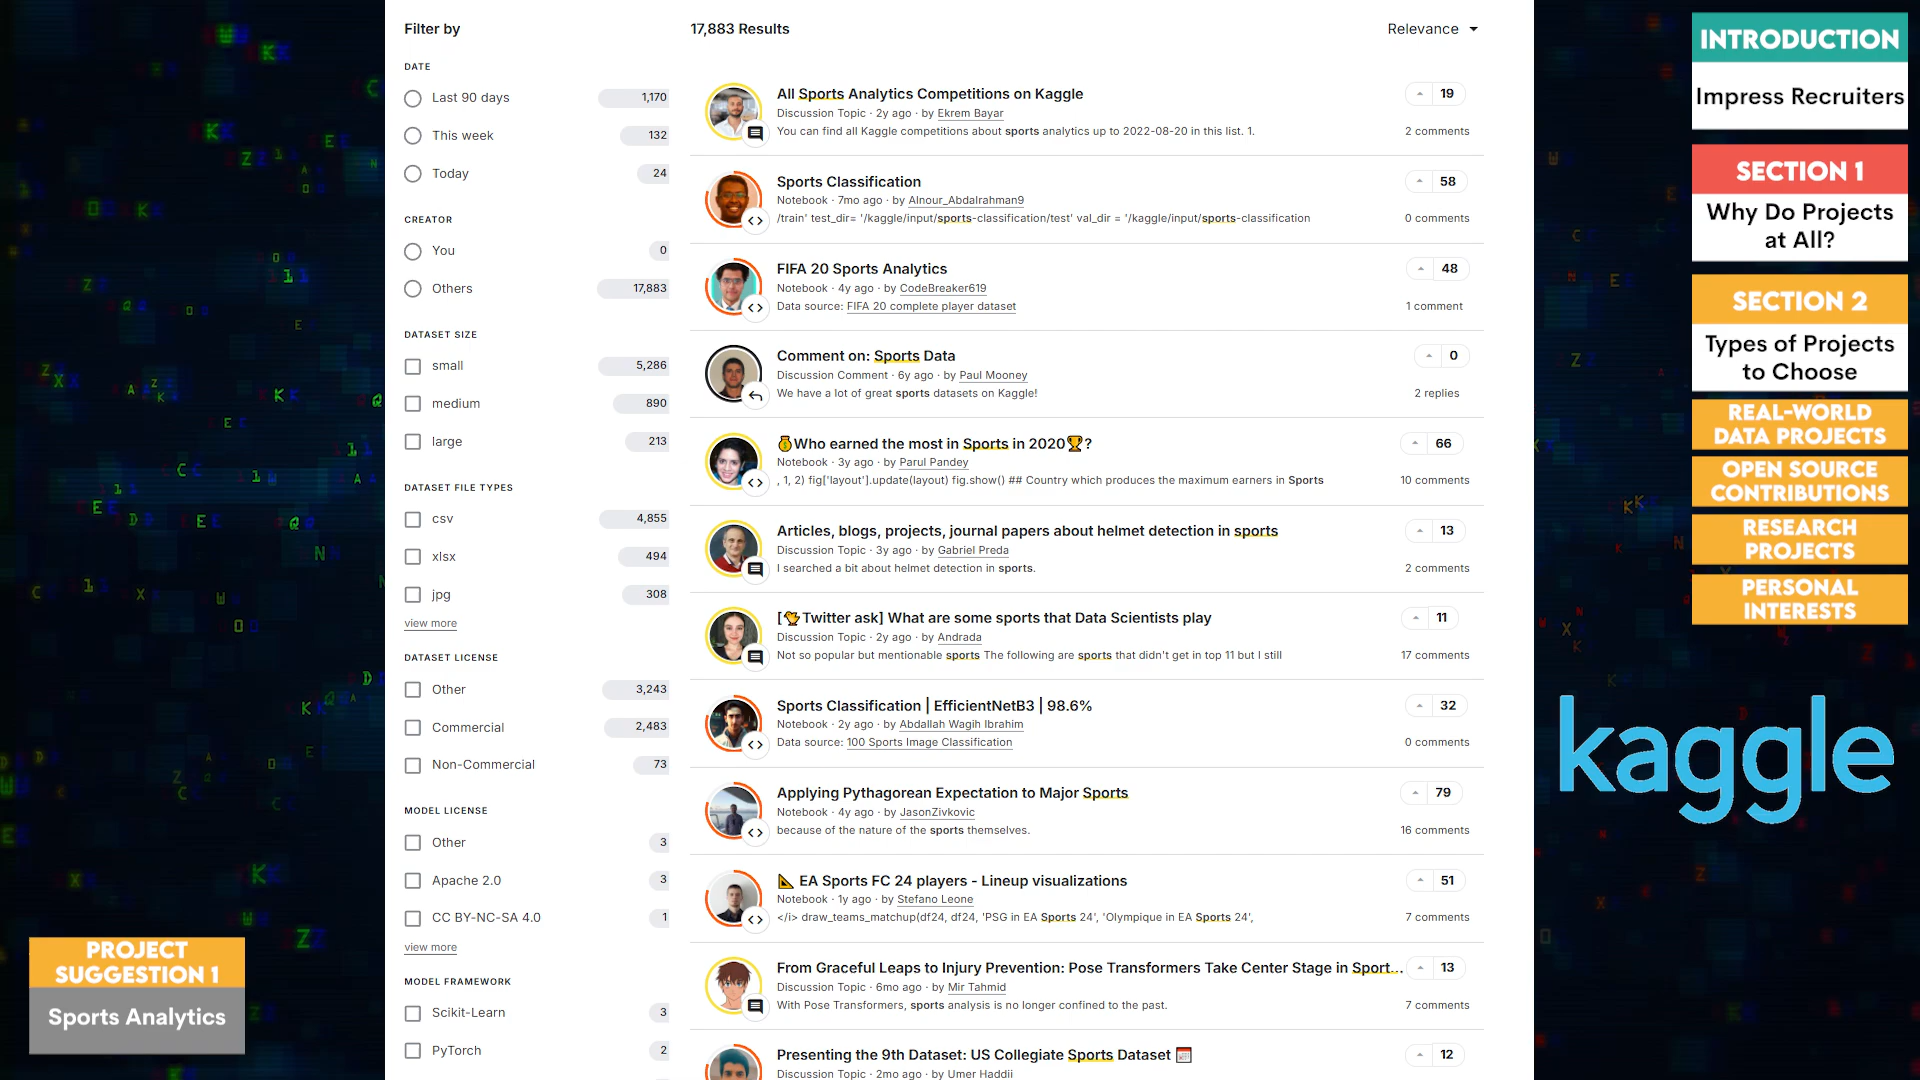 Filter by
DATE
Last 90 days
1,170
This week
132
Today
24
CREATOR
You
0
Others
17,883
DATASET SIZE
small
5,286
medium
890
large
213
DATASET FILE TYPES
csv
4,855
xlsx
494
jpg
308
view more
DATASET LICENSE
Other
3,243
Commercial
2,483
Non-Commercial
73
MODEL LICENSE
Other
3
Apache 2.0
3
CC BY-NC-SA 4.0
1
view more
MODEL FRAMEWORK
Scikit-Learn
3
PyTorch
2
17,883 Results
Relevance
All Sports Analytics Competitions on Kaggle
19
Discussion Topic · 2y ago · by Ekrem Bayar
You can find all Kaggle competitions about sports analytics up to 2022-08-20 in this list. 1.
2 comments
Sports Classification
58
Notebook · 7mo ago · by Alnour_Abdalrahman9
/train' test_dir= '/kaggle/input/sports-classification/test' val_dir = '/kaggle/input/sports-classification
0 comments
FIFA 20 Sports Analytics
48
Notebook · 4y ago · by CodeBreaker619
Data source: FIFA 20 complete player dataset
1 comment
Comment on: Sports Data
0
Discussion Comment · 6y ago · by Paul Mooney
We have a lot of great sports datasets on Kaggle!
2 replies
💰Who earned the most in Sports in 2020🏆?
66
Notebook · 3y ago · by Parul Pandey
, 1, 2) fig['layout'].update(layout) fig.show() ## Country which produces the maximum earners in Sports
10 comments
Articles, blogs, projects, journal papers about helmet detection in sports
13
Discussion Topic · 3y ago · by Gabriel Preda
I searched a bit about helmet detection in sports.
2 comments
[🐤Twitter ask] What are some sports that Data Scientists play
11
Discussion Topic · 2y ago · by Andrada
Not so popular but mentionable sports The following are sports that didn't get in top 11 but I still
17 comments
Sports Classification | EfficientNetB3 | 98.6%
32
Notebook · 2y ago · by Abdallah Wagih Ibrahim
Data source: 100 Sports Image Classification
0 comments
Applying Pythagorean Expectation to Major Sports
79
Notebook · 4y ago · by JasonZivkovic
because of the nature of the sports themselves.
16 comments
📐 EA Sports FC 24 players - Lineup visualizations
51
Notebook · 1y ago · by Stefano Leone
</i> draw_teams_matchup(df24, df24, 'PSG in EA Sports 24', 'Olympique in EA Sports 24',
7 comments
From Graceful Leaps to Injury Prevention: Pose Transformers Take Center Stage in Sport...
13
Discussion Topic · 6mo ago · by Mir Tahmid
With Pose Transformers, sports analysis is no longer confined to the past.
7 comments
Presenting the 9th Dataset: US Collegiate Sports Dataset 📅
12
Discussion Topic · 2mo ago · by Umer Haddii
INTRODUCTION
Impress Recruiters
SECTION 1
Why Do Projects
at All?
SECTION 2
Types of Projects
to Choose
REAL-WORLD
DATA PROJECTS
OPEN SOURCE
CONTRIBUTIONS
RESEARCH
PROJECTS
PERSONAL
INTERESTS
kaggle
PROJECT
SUGGESTION 1
Sports Analytics